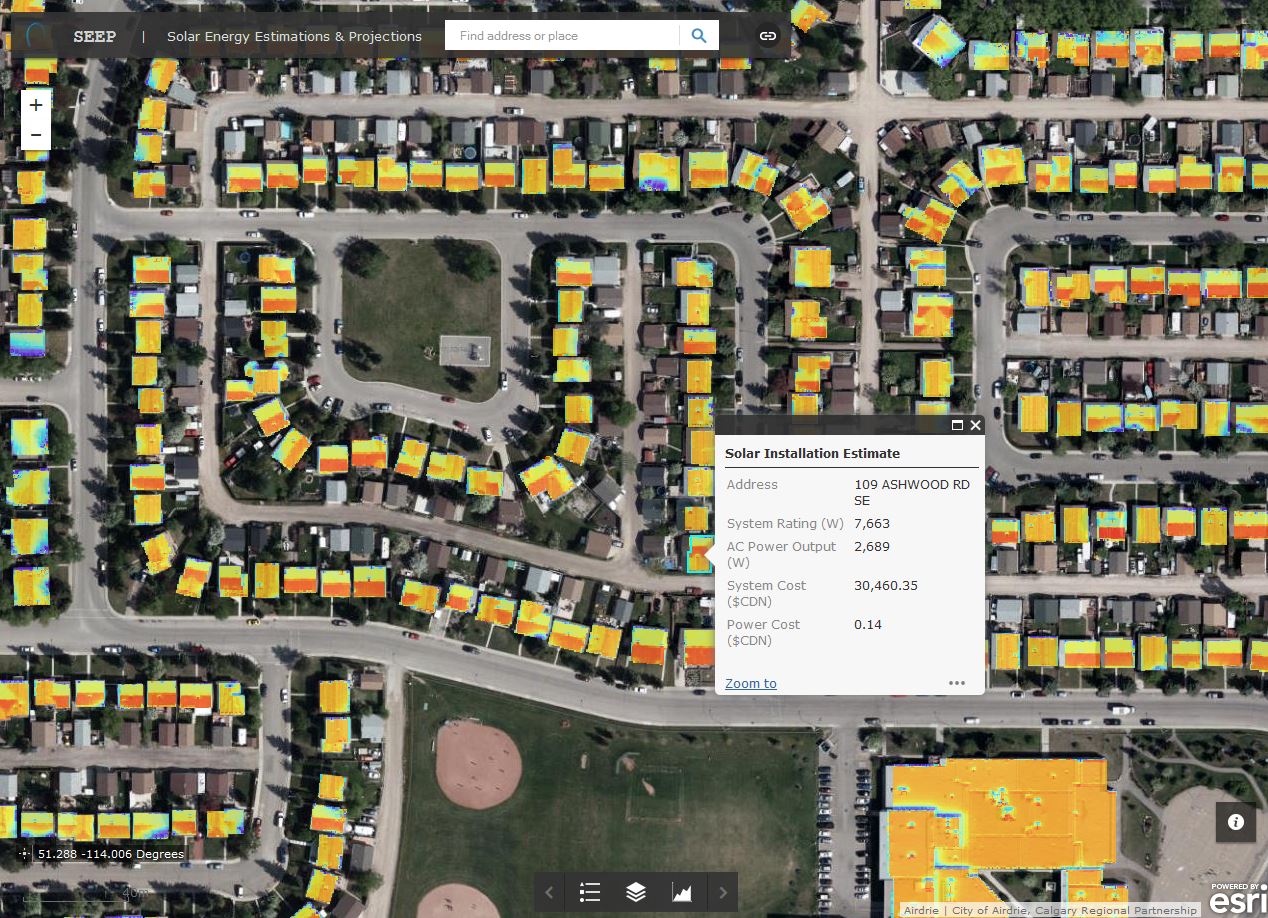 SEEP | Solar Energy Estimations & Projections
Find address or place
+
-
Solar Installation Estimate
Address 109 ASHWOOD RD
SE
System Rating (W) 7,663
AC Power Output 2,689
(W)
System Cost 30,460.35
($CDN)
Power Cost 0.14
($CDN)
Zoom to
51.288 -114.006 Degrees
40m
POWERED BY
esri
Airdrie | City of Airdrie, Calgary Regional Partnership